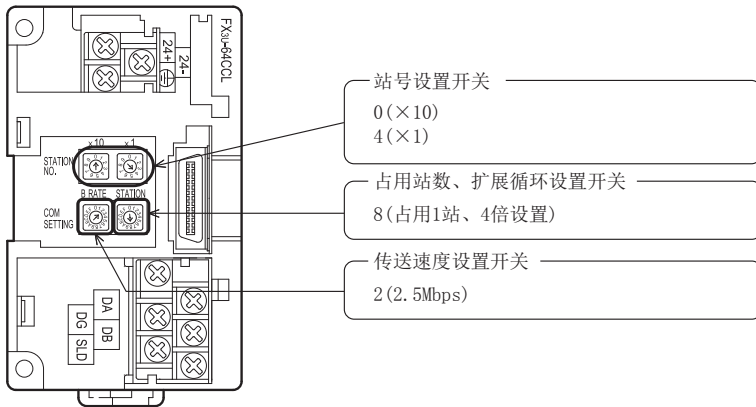 FX3U-64CCL
24+
24-
站号设置开关
0(×10)
4(×1)
×10 ×1
STATION
NO.
B RATE STATION
COM
SETTING
占用站数、扩展循环设置开关
8(占用1站、4倍设置)
传送速度设置开关
2(2.5Mbps)
DA
DG
DB
SLD